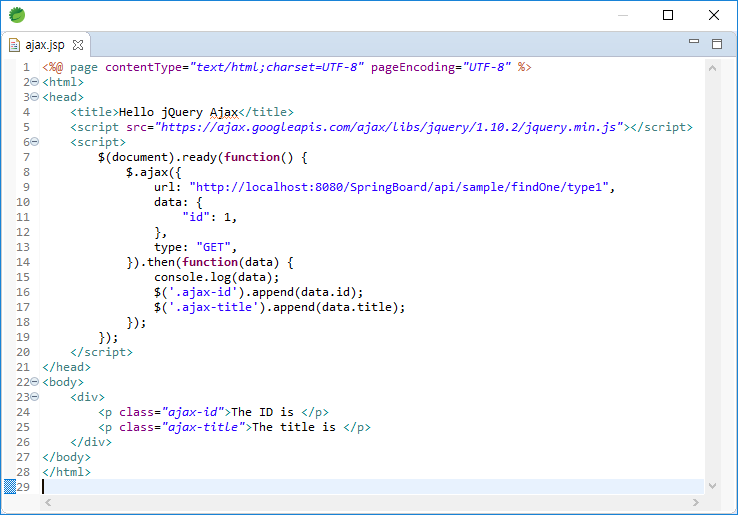 ajax.jsp
1 <%@ page contentType="text/html;charset=UTF-8" pageEncoding="UTF-8" %>
2 <html>
3 <head>
4     <title>Hello jQuery Ajax</title>
5     <script src="https://ajax.googleapis.com/ajax/libs/jquery/1.10.2/jquery.min.js"></script>
6     <script>
7         $(document).ready(function() {
8             $.ajax({
9                 url: "http://localhost:8080/SpringBoard/api/sample/findOne/type1",
10                 data: {
11                     "id": 1,
12                 },
13                 type: "GET",
14             }).then(function(data) {
15                 console.log(data);
16                 $('.ajax-id').append(data.id);
17                 $('.ajax-title').append(data.title);
18             });
19         });
20     </script>
21 </head>
22 <body>
23     <div>
24         <p class="ajax-id">The ID is </p>
25         <p class="ajax-title">The title is </p>
26     </div>
27 </body>
28 </html>
29